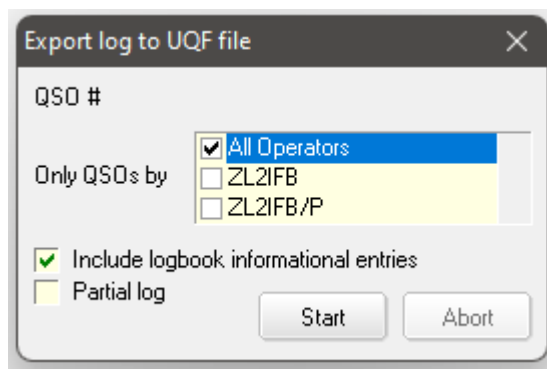 Export log to UQF file
QSO #
Only QSOs by
All Operators
ZL2IFB
ZL2IFB/P
Include logbook informational entries
Partial log
Start
Abort